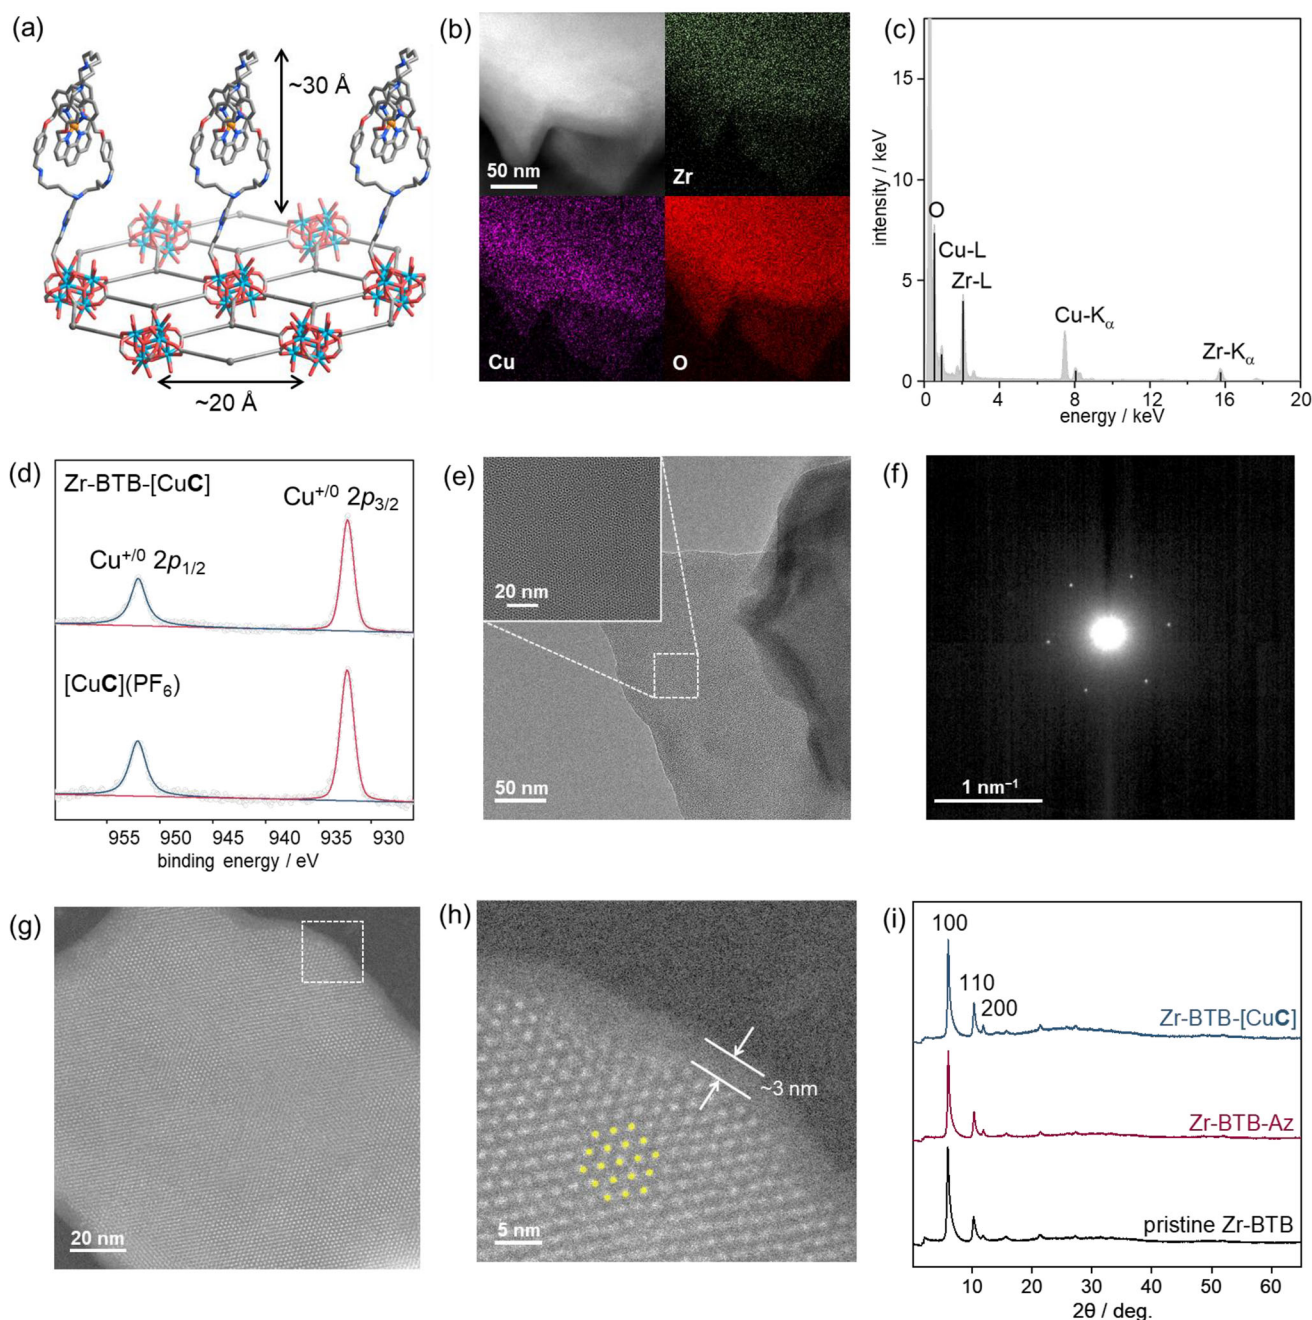 (a)
~30 Å
~20 Å
(b)
50 nm
Zr
Cu
O
(c)
intensity / keV
15
10
5
0
O
Cu-L
Zr-L
Cu-Kα
Zr-Kα
0 4 8 12 16 20
energy / keV
(d)
Zr-BTB-[CuC]
Cu⁺/⁰ 2p₃/₂
Cu⁺/⁰ 2p₁/₂
[CuC](PF₆)
955 950 945 940 935 930
binding energy / eV
(e)
20 nm
50 nm
(f)
1 nm⁻¹
(g)
20 nm
(h)
~3 nm
5 nm
(i)
100
110
200
Zr-BTB-[CuC]
Zr-BTB-Az
pristine Zr-BTB
10 20 30 40 50 60
2θ / deg.